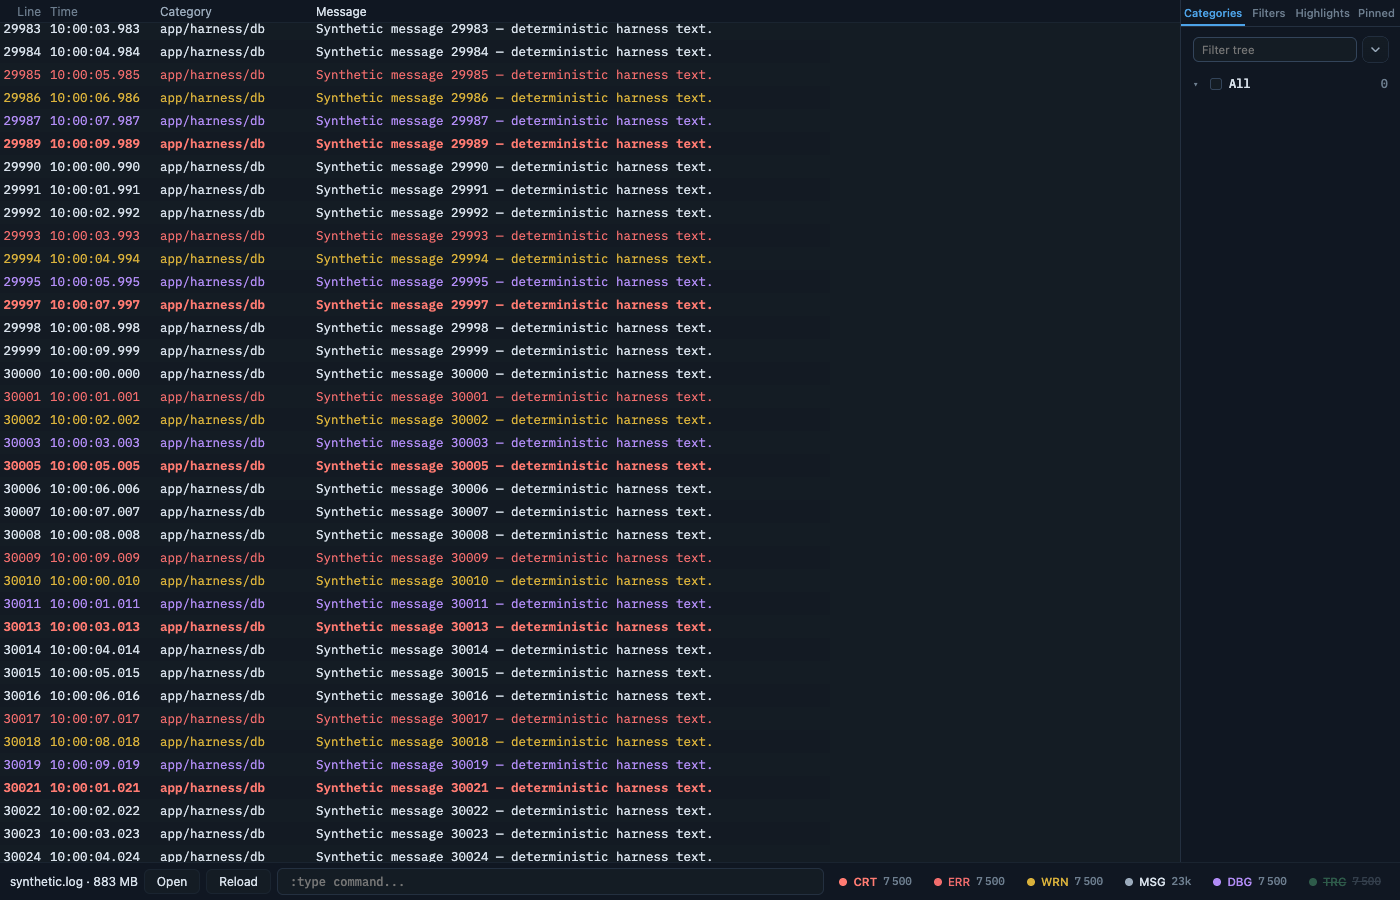 Line Time Category Message
29983 10:00:03.983 app/harness/db Synthetic message 29983 — deterministic harness text.
29984 10:00:04.984 app/harness/db Synthetic message 29984 — deterministic harness text.
29985 10:00:05.985 app/harness/db Synthetic message 29985 — deterministic harness text.
29986 10:00:06.986 app/harness/db Synthetic message 29986 — deterministic harness text.
29987 10:00:07.987 app/harness/db Synthetic message 29987 — deterministic harness text.
29989 10:00:09.989 app/harness/db Synthetic message 29989 — deterministic harness text.
29990 10:00:00.990 app/harness/db Synthetic message 29990 — deterministic harness text.
29991 10:00:01.991 app/harness/db Synthetic message 29991 — deterministic harness text.
29992 10:00:02.992 app/harness/db Synthetic message 29992 — deterministic harness text.
29993 10:00:03.993 app/harness/db Synthetic message 29993 — deterministic harness text.
29994 10:00:04.994 app/harness/db Synthetic message 29994 — deterministic harness text.
29995 10:00:05.995 app/harness/db Synthetic message 29995 — deterministic harness text.
29997 10:00:07.997 app/harness/db Synthetic message 29997 — deterministic harness text.
29998 10:00:08.998 app/harness/db Synthetic message 29998 — deterministic harness text.
29999 10:00:09.999 app/harness/db Synthetic message 29999 — deterministic harness text.
30000 10:00:00.000 app/harness/db Synthetic message 30000 — deterministic harness text.
30001 10:00:01.001 app/harness/db Synthetic message 30001 — deterministic harness text.
30002 10:00:02.002 app/harness/db Synthetic message 30002 — deterministic harness text.
30003 10:00:03.003 app/harness/db Synthetic message 30003 — deterministic harness text.
30005 10:00:05.005 app/harness/db Synthetic message 30005 — deterministic harness text.
30006 10:00:06.006 app/harness/db Synthetic message 30006 — deterministic harness text.
30007 10:00:07.007 app/harness/db Synthetic message 30007 — deterministic harness text.
30008 10:00:08.008 app/harness/db Synthetic message 30008 — deterministic harness text.
30009 10:00:09.009 app/harness/db Synthetic message 30009 — deterministic harness text.
30010 10:00:00.010 app/harness/db Synthetic message 30010 — deterministic harness text.
30011 10:00:01.011 app/harness/db Synthetic message 30011 — deterministic harness text.
30013 10:00:03.013 app/harness/db Synthetic message 30013 — deterministic harness text.
30014 10:00:04.014 app/harness/db Synthetic message 30014 — deterministic harness text.
30015 10:00:05.015 app/harness/db Synthetic message 30015 — deterministic harness text.
30016 10:00:06.016 app/harness/db Synthetic message 30016 — deterministic harness text.
30017 10:00:07.017 app/harness/db Synthetic message 30017 — deterministic harness text.
30018 10:00:08.018 app/harness/db Synthetic message 30018 — deterministic harness text.
30019 10:00:09.019 app/harness/db Synthetic message 30019 — deterministic harness text.
30021 10:00:01.021 app/harness/db Synthetic message 30021 — deterministic harness text.
30022 10:00:02.022 app/harness/db Synthetic message 30022 — deterministic harness text.
30023 10:00:03.023 app/harness/db Synthetic message 30023 — deterministic harness text.
30024 10:00:04.024 app/harness/db Synthetic message 30024 — deterministic harness text.
Categories Filters Highlights Pinned
Filter tree
All 0
synthetic.log · 883 MB Open Reload :type command... CRT 7 500 ERR 7 500 WRN 7 500 MSG 23k DBG 7 500 TRC 7 500